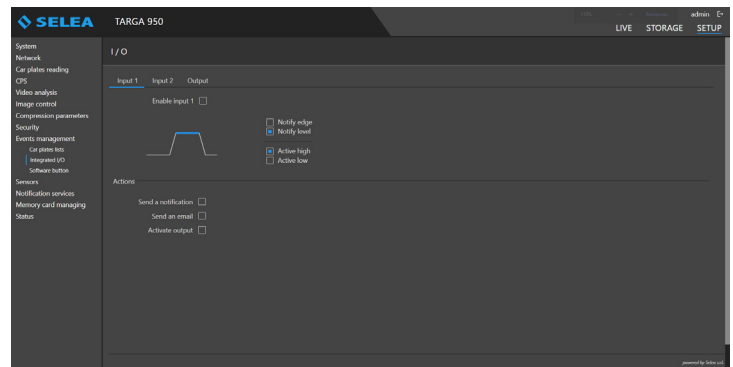 SELEA
TARGA 950
admin
LIVE STORAGE SETUP
System
Network
Car plates reading
CPS
Video analysis
Image control
Compression parameters
Security
Events management
Car plates lists
Integrated I/O
Software button
Sensors
Notification services
Memory card managing
Status
I / O
Input 1 Input 2 Output
Enable input 1
Notify edge
Notify level
Active high
Active low
Actions
Send a notification
Send an email
Activate output
powered by Selea s.r.l.